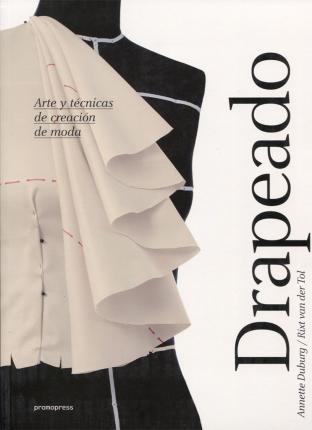 Arte y técnicas
de creación
de moda
Drapeado
Annette Duburg / Rixt van der Tol
promopress